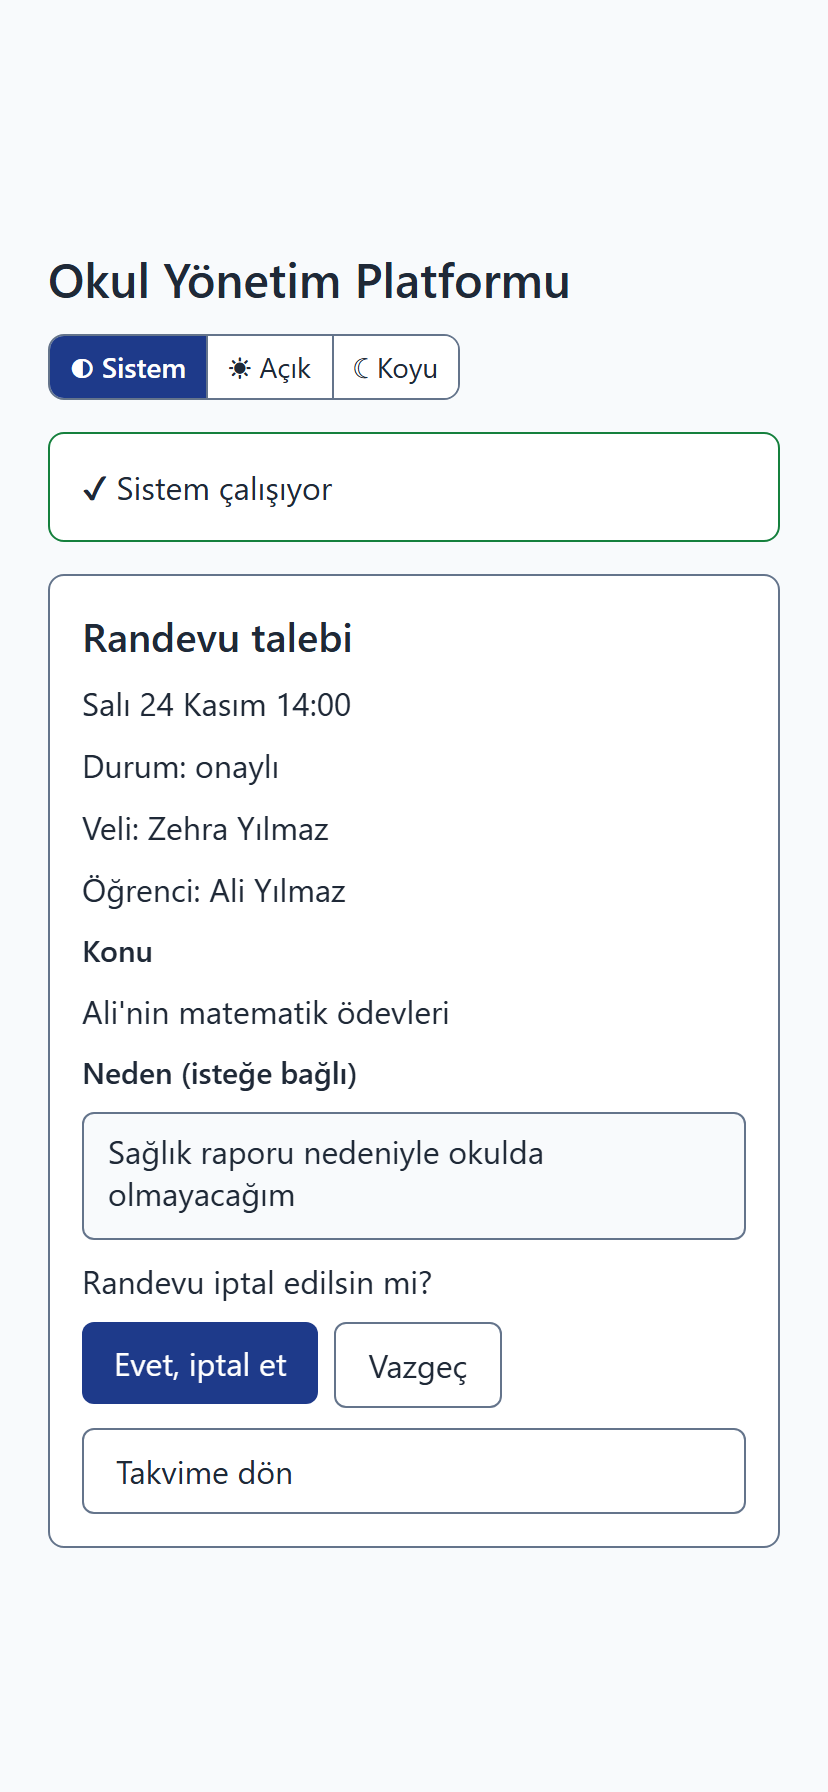 Okul Yönetim Platformu
◐ Sistem ☀ Açık ☾ Koyu
✓ Sistem çalışıyor
Randevu talebi
Salı 24 Kasım 14:00
Durum: onaylı
Veli: Zehra Yılmaz
Öğrenci: Ali Yılmaz
Konu
Ali'nin matematik ödevleri
Neden (isteğe bağlı)
Sağlık raporu nedeniyle okulda
olmayacağım
Randevu iptal edilsin mi?
Evet, iptal et Vazgeç
Takvime dön